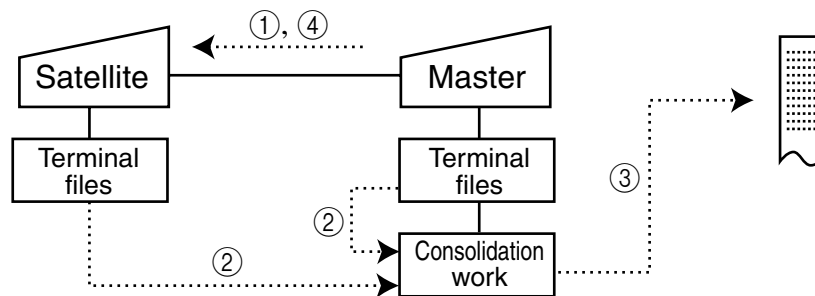 ①, ④
Satellite
Master
Terminal
files
Terminal
files
③
②
②
Consolidation
work